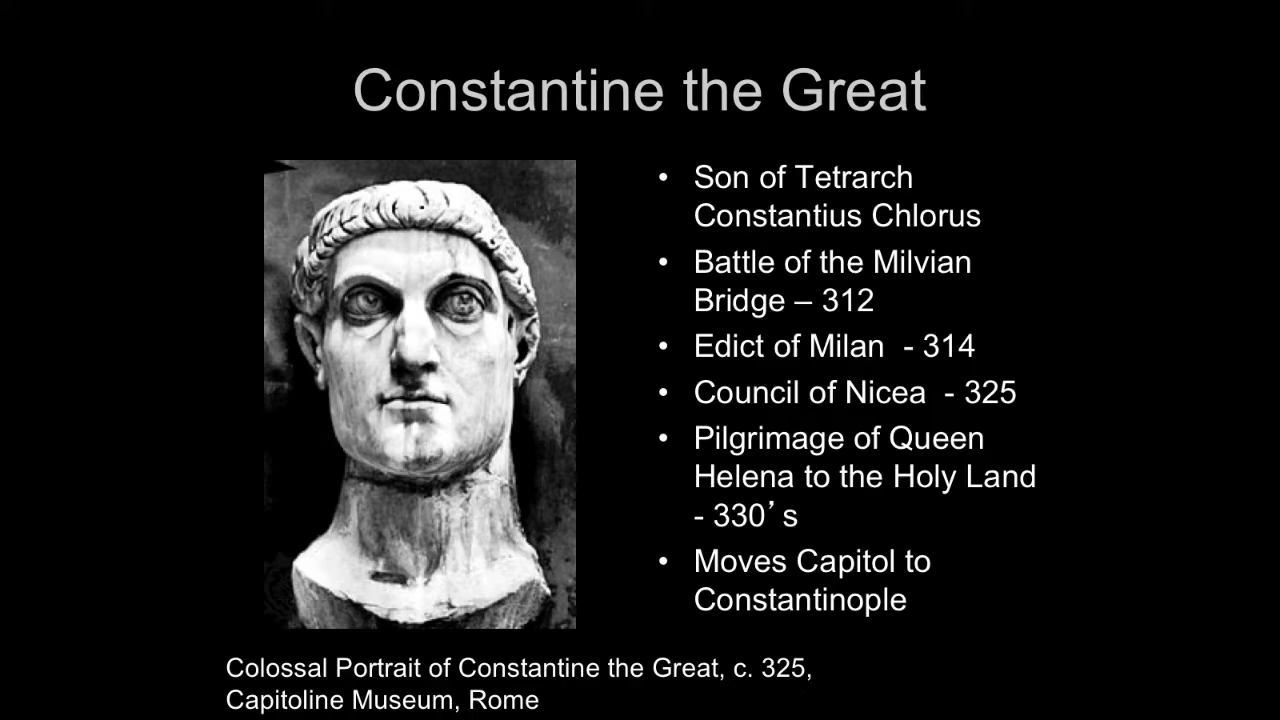 Constantine the Great
• Son of Tetrarch
Constantius Chlorus
• Battle of the Milvian
Bridge – 312
• Edict of Milan  - 314
• Council of Nicea  - 325
• Pilgrimage of Queen
Helena to the Holy Land
- 330’s
• Moves Capitol to
Constantinople
Colossal Portrait of Constantine the Great, c. 325,
Capitoline Museum, Rome